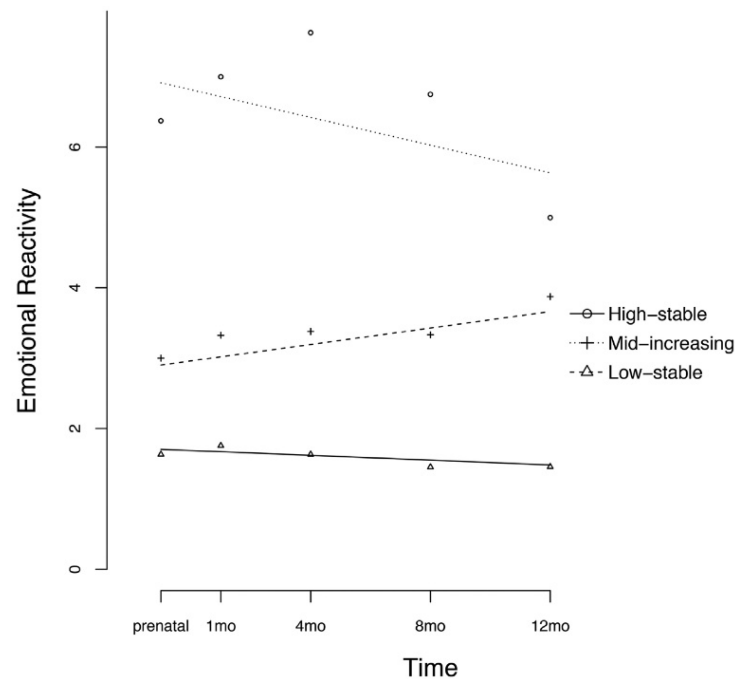 6
4
2
0
Emotional Reactivity
prenatal 1mo 4mo 8mo 12mo
Time
High−stable
Mid−increasing
Low−stable